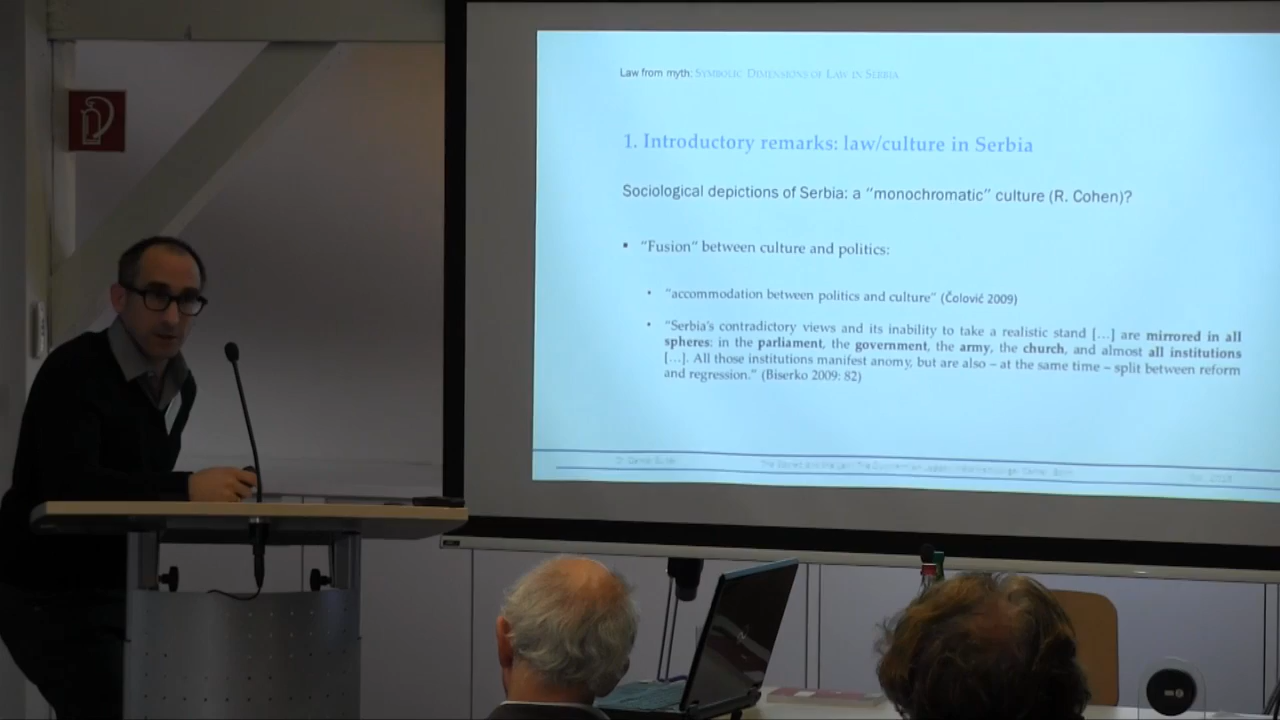 Law from myth: SYMBOLIC DIMENSIONS OF LAW IN SERBIA
1. Introductory remarks: law/culture in Serbia
Sociological depictions of Serbia: a “monochromatic” culture (R. Cohen)?
▪ “Fusion” between culture and politics:
• “accommodation between politics and culture” (Čolović 2009)
• “Serbia's contradictory views and its inability to take a realistic stand […] are mirrored in all
spheres: in the parliament, the government, the army, the church, and almost all institutions
[…]. All those institutions manifest anomy, but are also – at the same time – split between reform
and regression.” (Biserko 2009: 82)